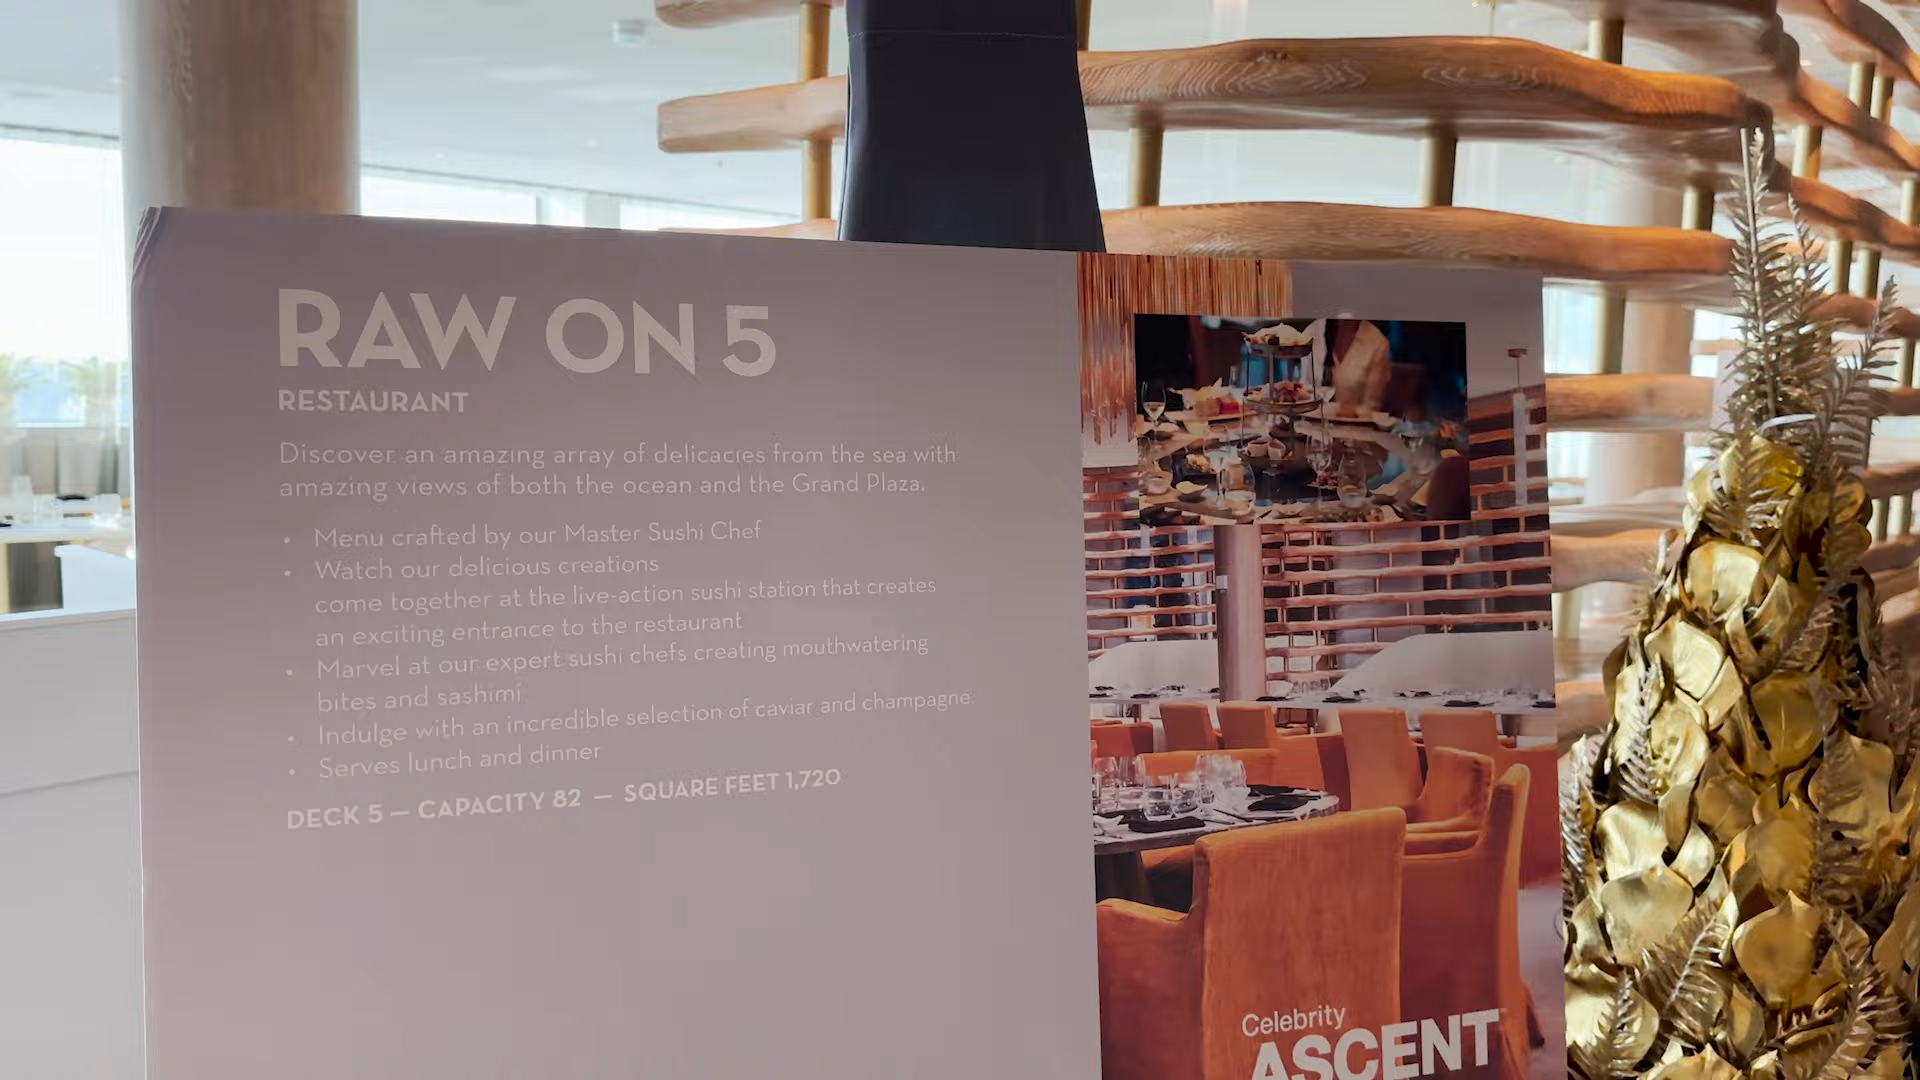 RAW ON 5
RESTAURANT
Discover an amazing array of delicacies from the sea with
amazing views of both the ocean and the Grand Plaza.
• Menu crafted by our Master Sushi Chef
• Watch our delicious creations
come together at the live-action sushi station that creates
an exciting entrance to the restaurant
• Marvel at our expert sushi chefs creating mouthwatering
bites and sashimi
• Indulge with an incredible selection of caviar and champagne
• Serves lunch and dinner
DECK 5 — CAPACITY 82 — SQUARE FEET 1,720
Celebrity
ASCENT